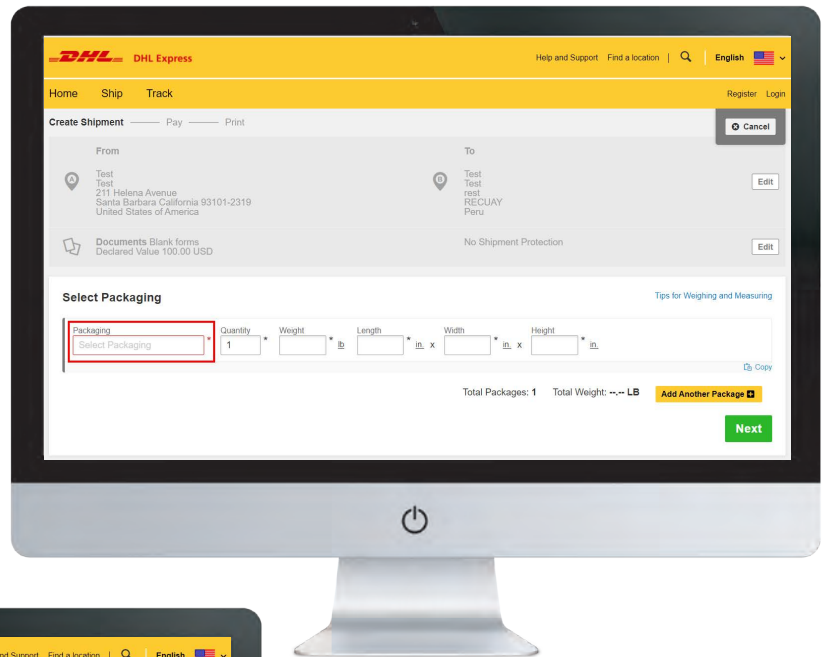 DHL DHL Express Help and Support Find a location | English
Home Ship Track Register Login
Create Shipment Pay Print Cancel
From To
A Test B Test Edit
Test Test
211 Helena Avenue rest
Santa Barbara California 93101-2319 RECUAY
United States of America Peru
Documents Blank forms No Shipment Protection Edit
Declared Value 100.00 USD
Select Packaging Tips for Weighing and Measuring
Packaging Quantity Weight Length Width Height
Select Packaging * 1 * * lb * in. x * in. x * in.
Copy
Total Packages: 1 Total Weight: --.-- LB Add Another Package
Next
nd Support Find a location | English